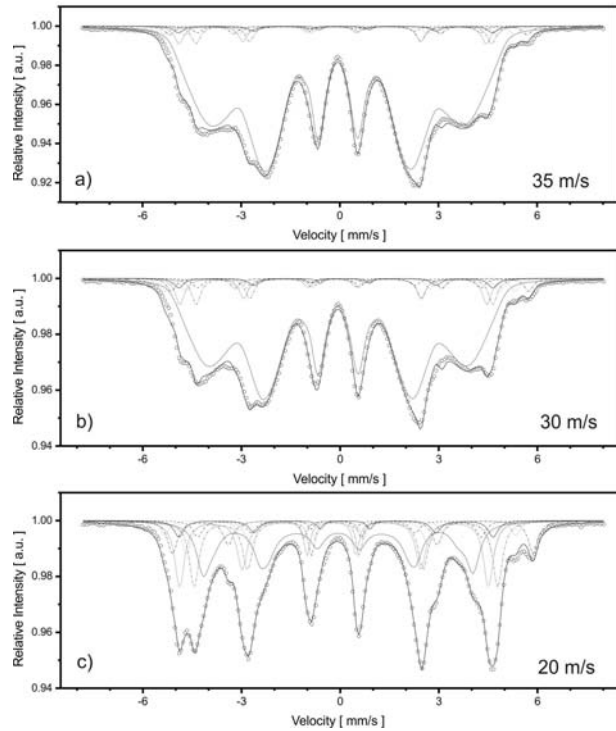 1.00
0.98
0.96
0.94
0.92
Relative Intensity [ a.u. ]
a)
35 m/s
-6 -3 0 3 6
Velocity [ mm/s ]
1.00
0.98
0.96
0.94
Relative Intensity [ a.u. ]
b)
30 m/s
-6 -3 0 3 6
Velocity [ mm/s ]
1.00
0.98
0.96
0.94
Relative Intensity [ a.u. ]
c)
20 m/s
-6 -3 0 3 6
Velocity [ mm/s ]